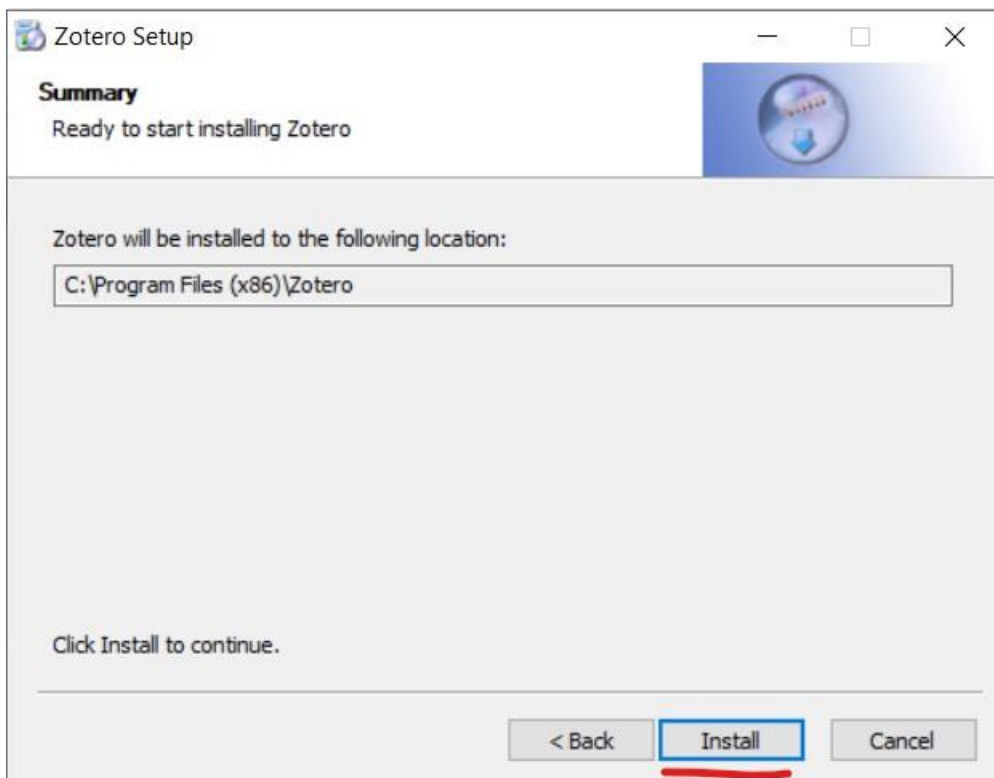 Zotero Setup
Summary
Ready to start installing Zotero
Zotero will be installed to the following location:
C:\Program Files (x86)\Zotero
Click Install to continue.
< Back Install Cancel